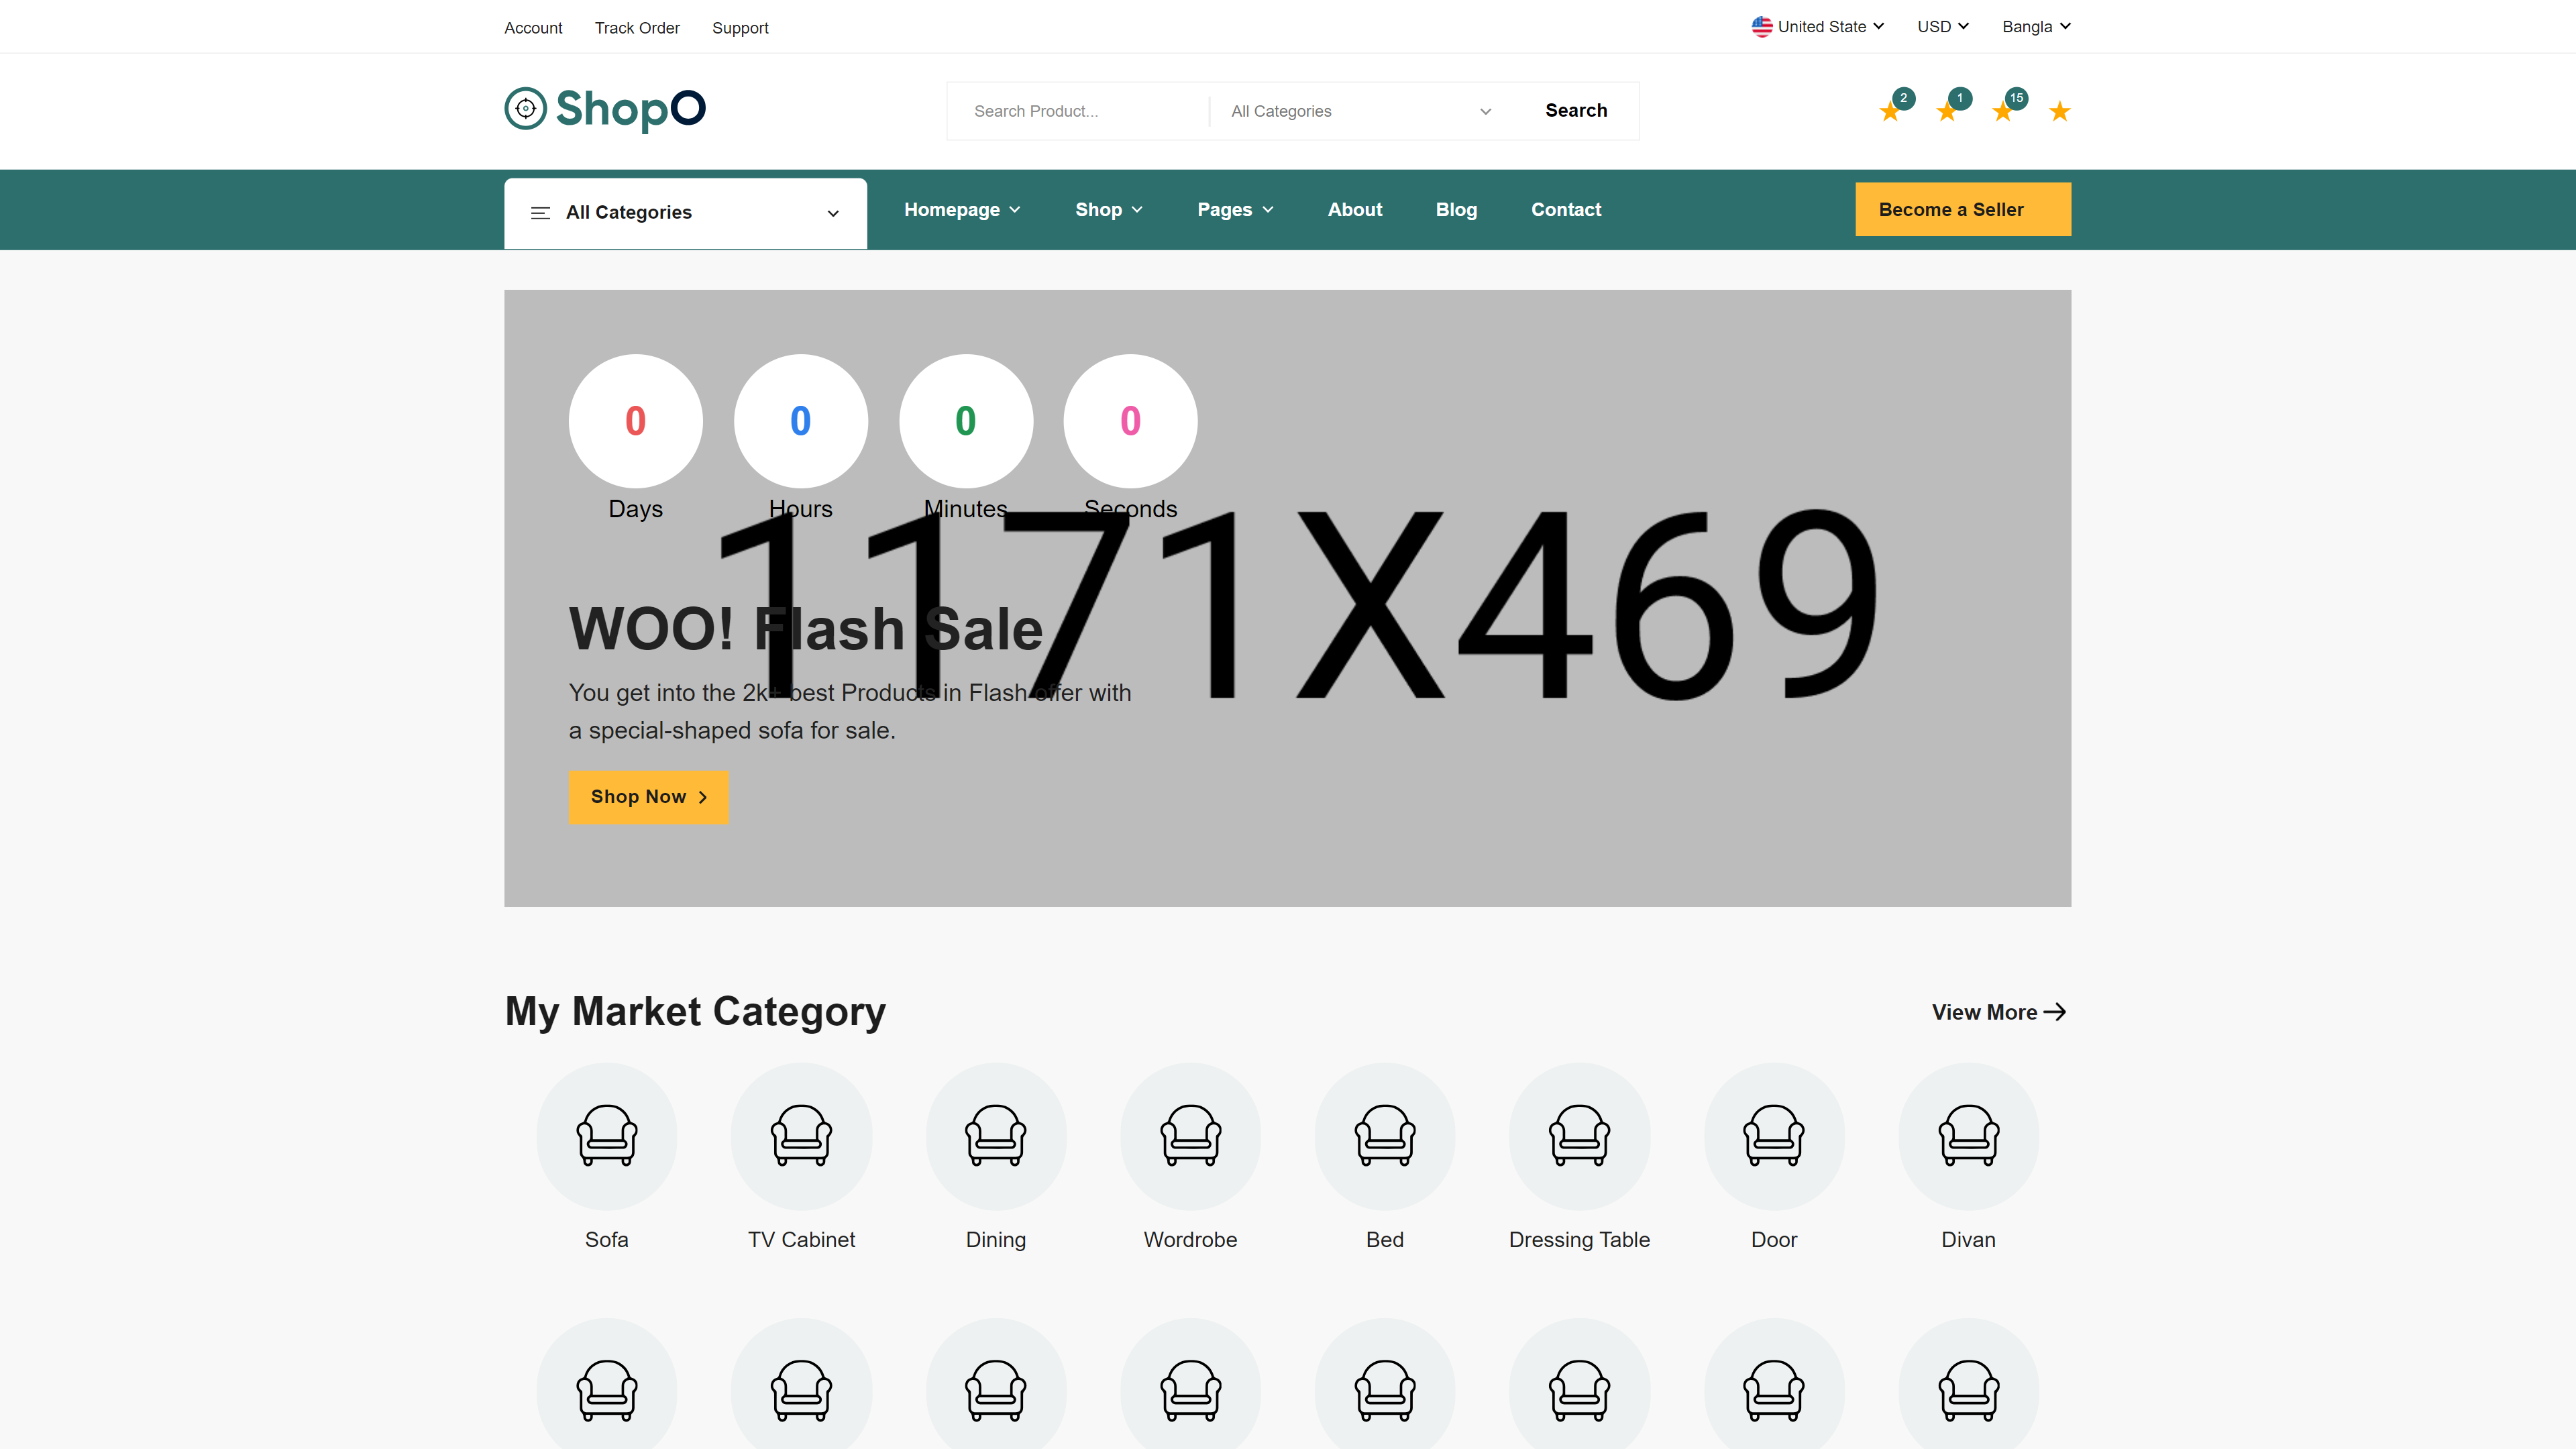 Account Track Order Support United State USD Bangla
ShopO Search Product... All Categories Search 2 1 15
All Categories Homepage Shop Pages About Blog Contact Become a Seller
0 0 0 0
Days Hours Minutes Seconds
1171X469
WOO! Flash Sale
You get into the 2k+ best Products in Flash offer with
a special-shaped sofa for sale.
Shop Now
My Market Category View More
Sofa TV Cabinet Dining Wordrobe Bed Dressing Table Door Divan